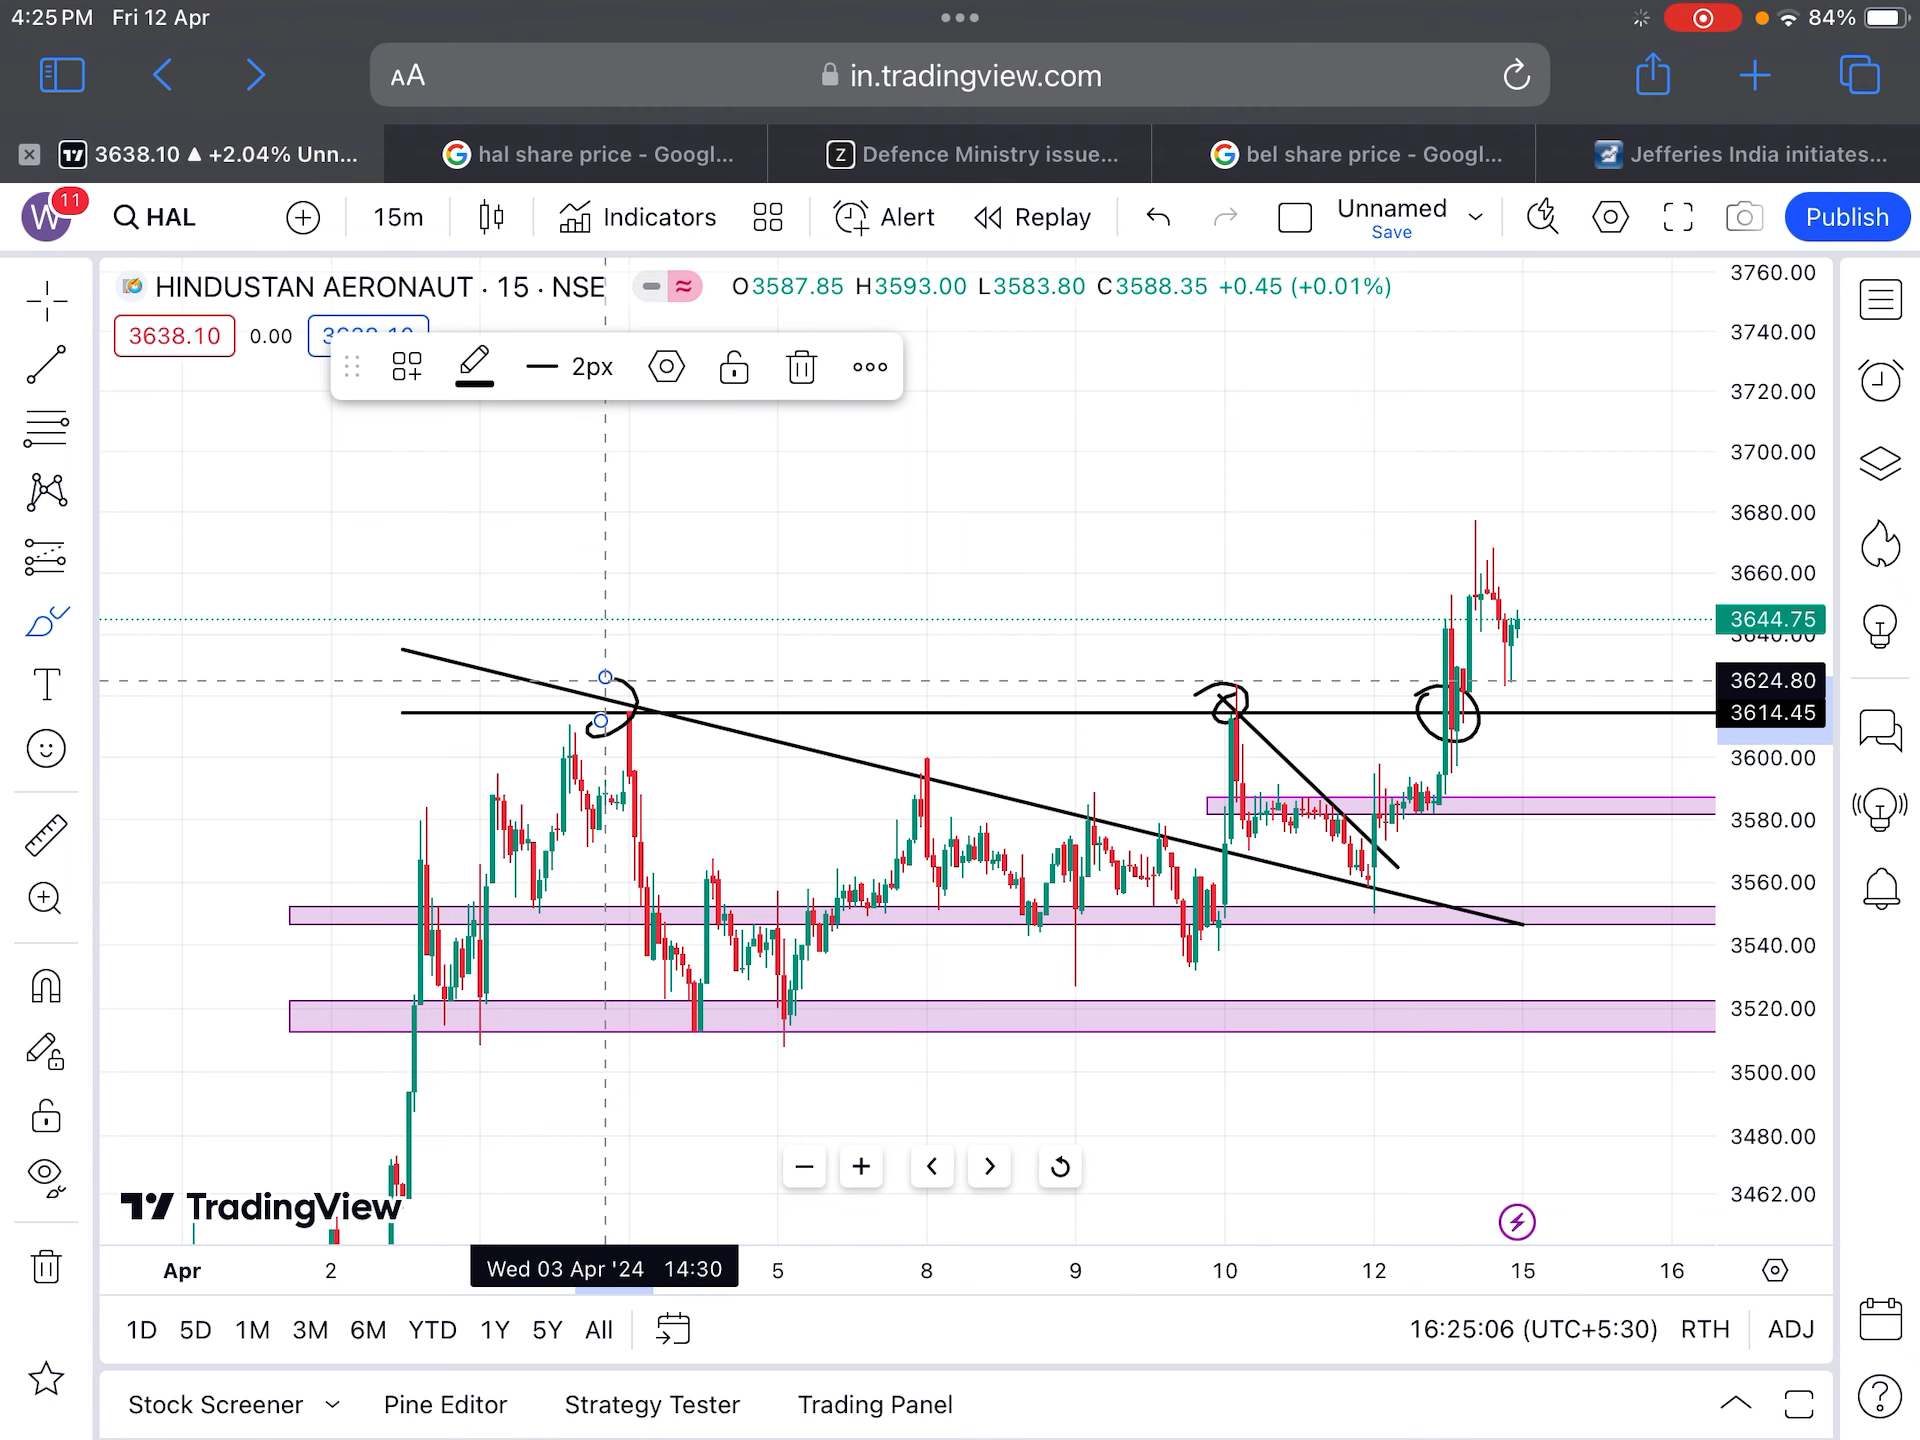 4:25 PM Fri 12 Apr
84%
AA
in.tradingview.com
3638.10 ▲ +2.04% Unn...
hal share price - Googl...
Defence Ministry issue...
bel share price - Googl...
Jefferies India initiates...
W
11
HAL
15m
Indicators
Alert
Replay
Unnamed
Save
Publish
HINDUSTAN AERONAUT · 15 · NSE
O3587.85 H3593.00 L3583.80 C3588.35 +0.45 (+0.01%)
3638.10
0.00
3638.10
2px
3760.00
3740.00
3720.00
3700.00
3680.00
3660.00
3644.75
3640.00
3624.80
3614.45
3600.00
3580.00
3560.00
3540.00
3520.00
3500.00
3480.00
3462.00
TradingView
Apr
2
Wed 03 Apr '24 14:30
5
8
9
10
12
15
16
1D 5D 1M 3M 6M YTD 1Y 5Y All
16:25:06 (UTC+5:30) RTH ADJ
Stock Screener
Pine Editor
Strategy Tester
Trading Panel